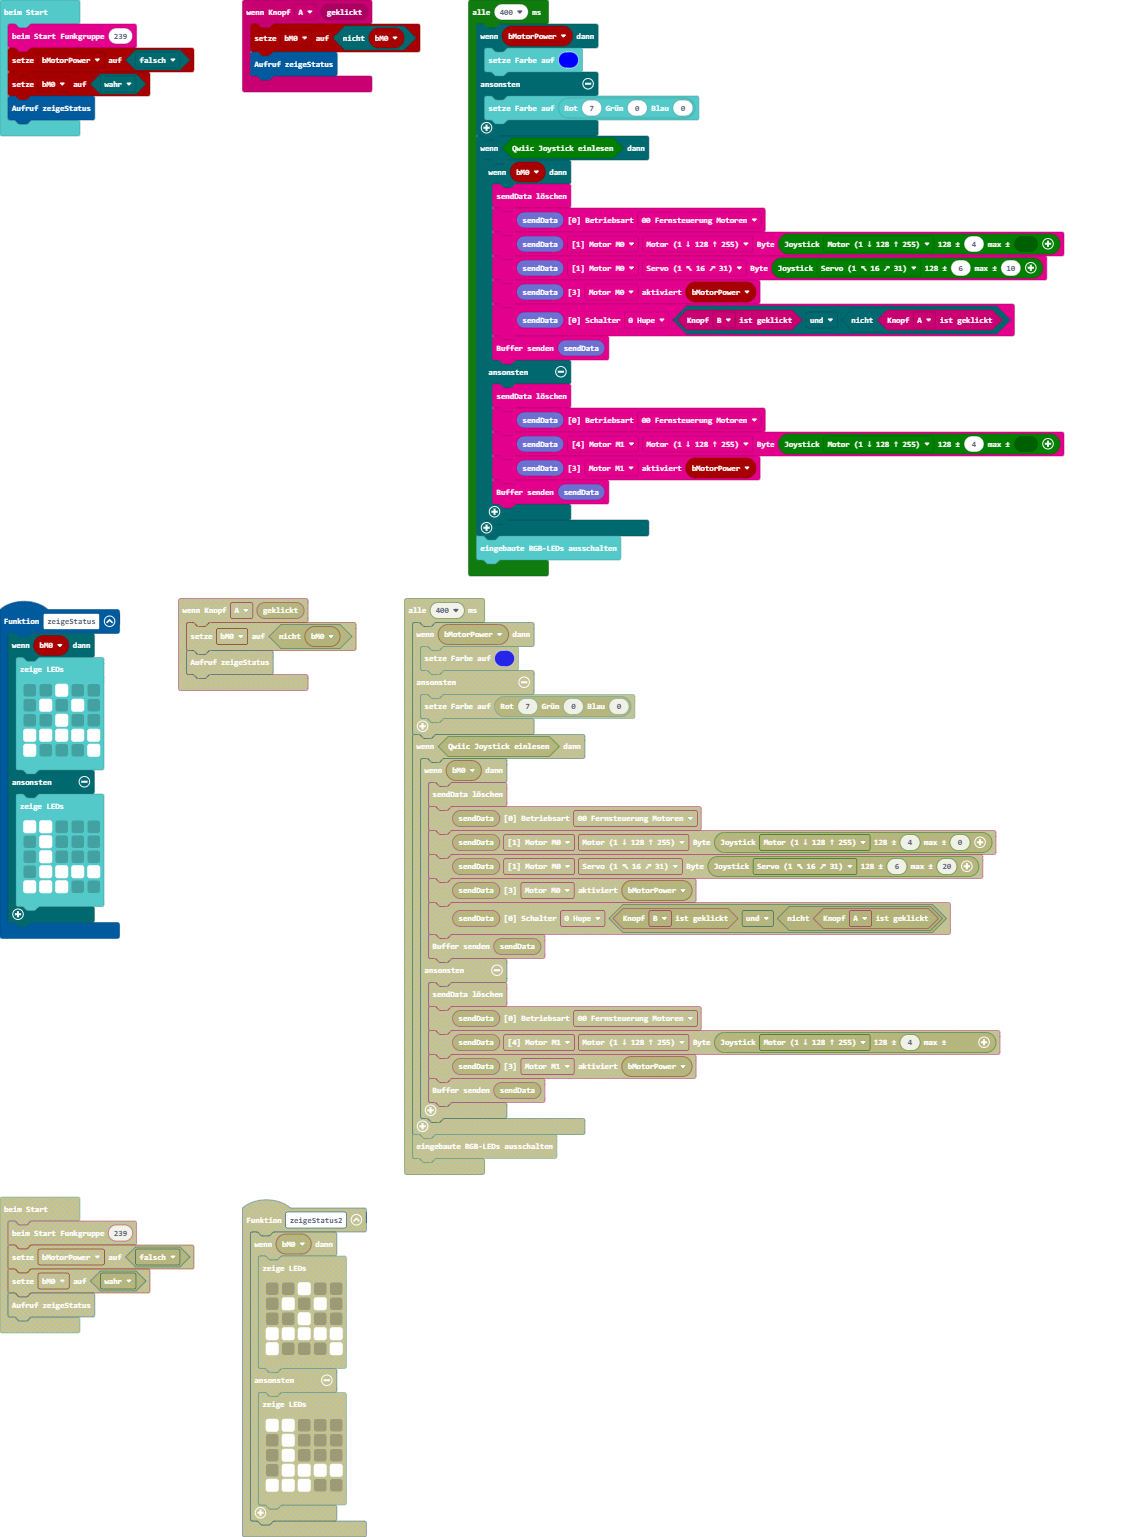 beim Start
beim Start Funkgruppe 239
setze bMotorPower auf falsch
setze bM0 auf wahr
Aufruf zeigeStatus
wenn Knopf A geklickt
setze bM0 auf nicht bM0
Aufruf zeigeStatus
alle 400 ms
wenn bMotorPower dann
setze Farbe auf
ansonsten
setze Farbe auf Rot 7 Grün 0 Blau 0
wenn Qwiic Joystick einlesen dann
wenn bM0 dann
sendData löschen
sendData [0] Betriebsart 00 Fernsteuerung Motoren
sendData [1] Motor M0 Motor (1 ↓ 128 ↑ 255) Byte Joystick Motor (1 ↓ 128 ↑ 255) 128 ± 4 max ±
sendData [1] Motor M0 Servo (1 ↖ 16 ↗ 31) Byte Joystick Servo (1 ↖ 16 ↗ 31) 128 ± 6 max ± 10
sendData [3] Motor M0 aktiviert bMotorPower
sendData [0] Schalter 0 Hupe Knopf B ist geklickt und nicht Knopf A ist geklickt
Buffer senden sendData
ansonsten
sendData löschen
sendData [0] Betriebsart 00 Fernsteuerung Motoren
sendData [4] Motor M1 Motor (1 ↓ 128 ↑ 255) Byte Joystick Motor (1 ↓ 128 ↑ 255) 128 ± 4 max ±
sendData [3] Motor M1 aktiviert bMotorPower
Buffer senden sendData
eingebaute RGB-LEDs ausschalten
Funktion zeigeStatus
wenn bM0 dann
zeige LEDs
ansonsten
zeige LEDs
wenn Knopf A geklickt
setze bM0 auf nicht bM0
Aufruf zeigeStatus
alle 400 ms
wenn bMotorPower dann
setze Farbe auf
ansonsten
setze Farbe auf Rot 7 Grün 0 Blau 0
wenn Qwiic Joystick einlesen dann
wenn bM0 dann
sendData löschen
sendData [0] Betriebsart 00 Fernsteuerung Motoren
sendData [1] Motor M0 Motor (1 ↓ 128 ↑ 255) Byte Joystick Motor (1 ↓ 128 ↑ 255) 128 ± 4 max ± 0
sendData [1] Motor M0 Servo (1 ↖ 16 ↗ 31) Byte Joystick Servo (1 ↖ 16 ↗ 31) 128 ± 6 max ± 20
sendData [3] Motor M0 aktiviert bMotorPower
sendData [0] Schalter 0 Hupe Knopf B ist geklickt und nicht Knopf A ist geklickt
Buffer senden sendData
ansonsten
sendData löschen
sendData [0] Betriebsart 00 Fernsteuerung Motoren
sendData [4] Motor M1 Motor (1 ↓ 128 ↑ 255) Byte Joystick Motor (1 ↓ 128 ↑ 255) 128 ± 4 max ±
sendData [3] Motor M1 aktiviert bMotorPower
Buffer senden sendData
eingebaute RGB-LEDs ausschalten
beim Start
beim Start Funkgruppe 239
setze bMotorPower auf falsch
setze bM0 auf wahr
Aufruf zeigeStatus
Funktion zeigeStatus2
wenn bM0 dann
zeige LEDs
ansonsten
zeige LEDs